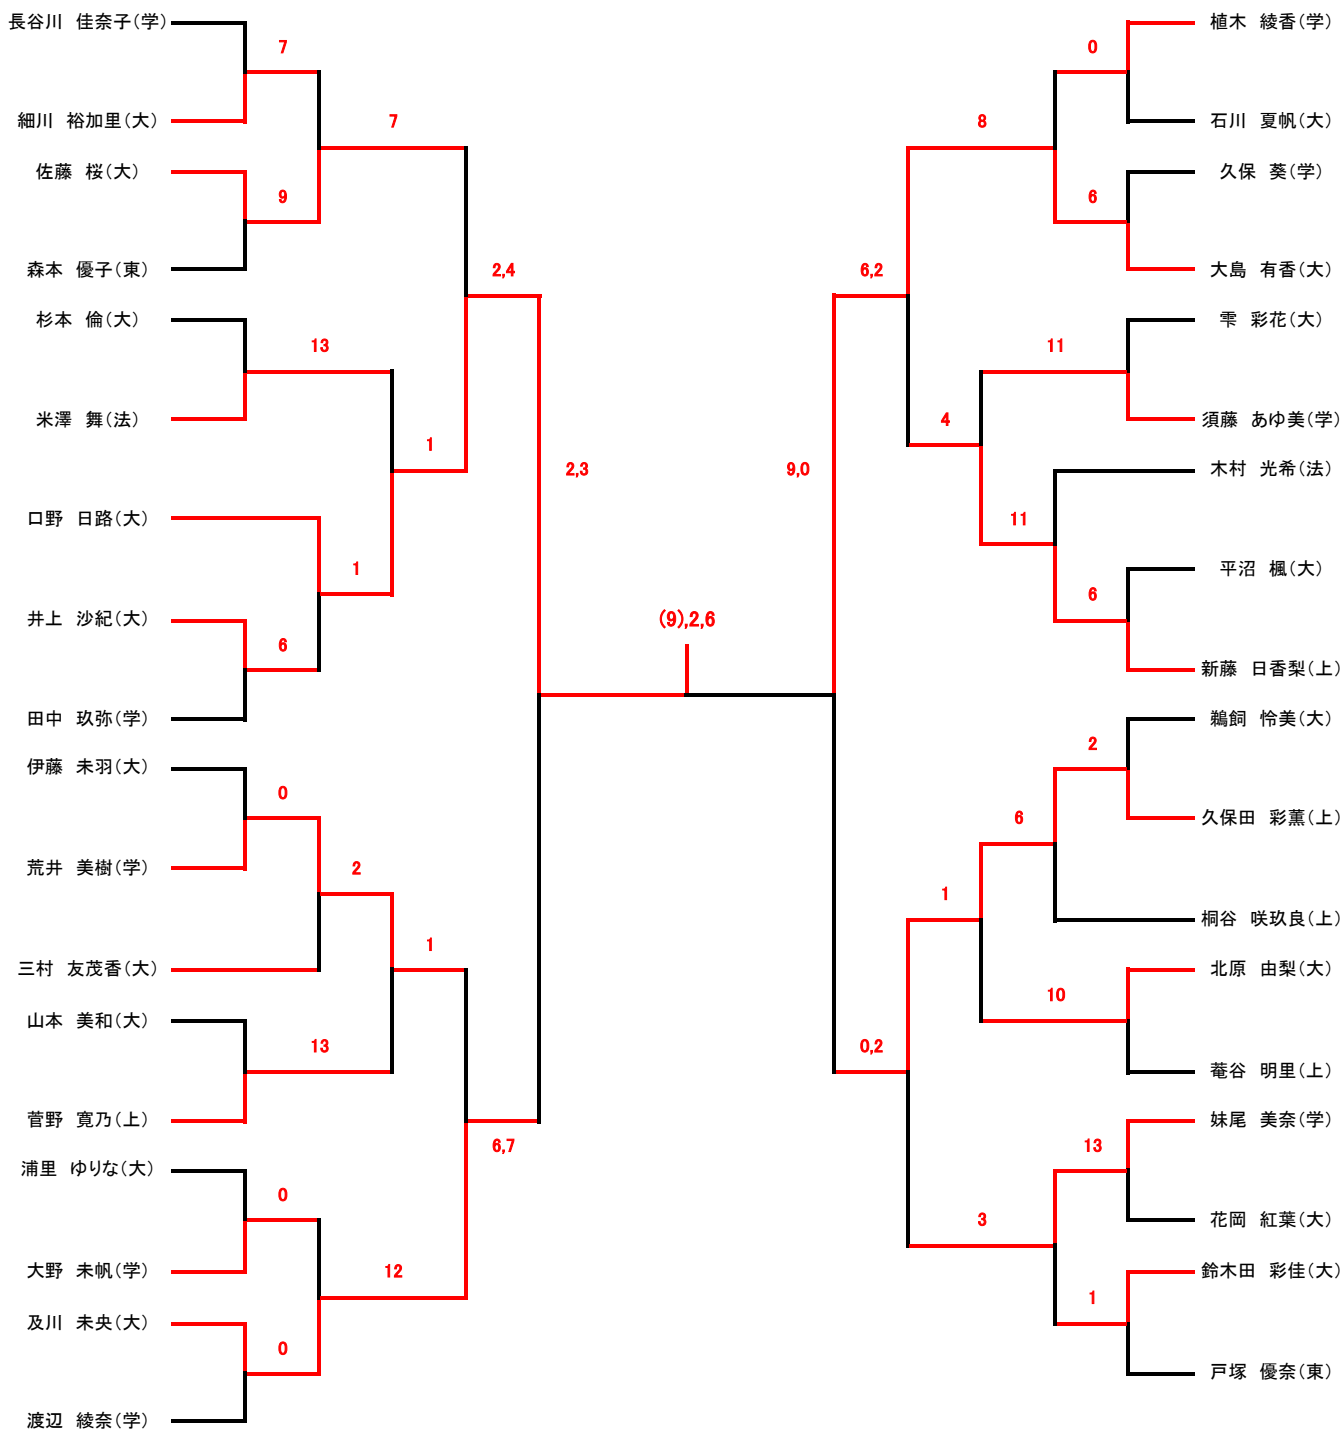 長谷川 佳奈子(学)
7
細川 裕加里(大)
7
佐藤 桜(大)
9
森本 優子(東)
2,4
杉本 倫(大)
13
米澤 舞(法)
1
2,3
口野 日路(大)
1
井上 沙紀(大)
6
田中 玖弥(学)
伊藤 未羽(大)
0
荒井 美樹(学)
2
1
三村 友茂香(大)
山本 美和(大)
13
菅野 寛乃(上)
6,7
浦里 ゆりな(大)
0
大野 未帆(学)
12
及川 未央(大)
0
渡辺 綾奈(学)
(9),2,6
植木 綾香(学)
0
石川 夏帆(大)
8
久保 葵(学)
6
大島 有香(大)
6,2
雫 彩花(大)
11
須藤 あゆ美(学)
4
9,0
木村 光希(法)
11
平沼 楓(大)
6
新藤 日香梨(上)
鵜飼 怜美(大)
2
久保田 彩薫(上)
6
1
桐谷 咲玖良(上)
北原 由梨(大)
10
0,2
菴谷 明里(上)
妹尾 美奈(学)
13
花岡 紅葉(大)
3
鈴木田 彩佳(大)
1
戸塚 優奈(東)